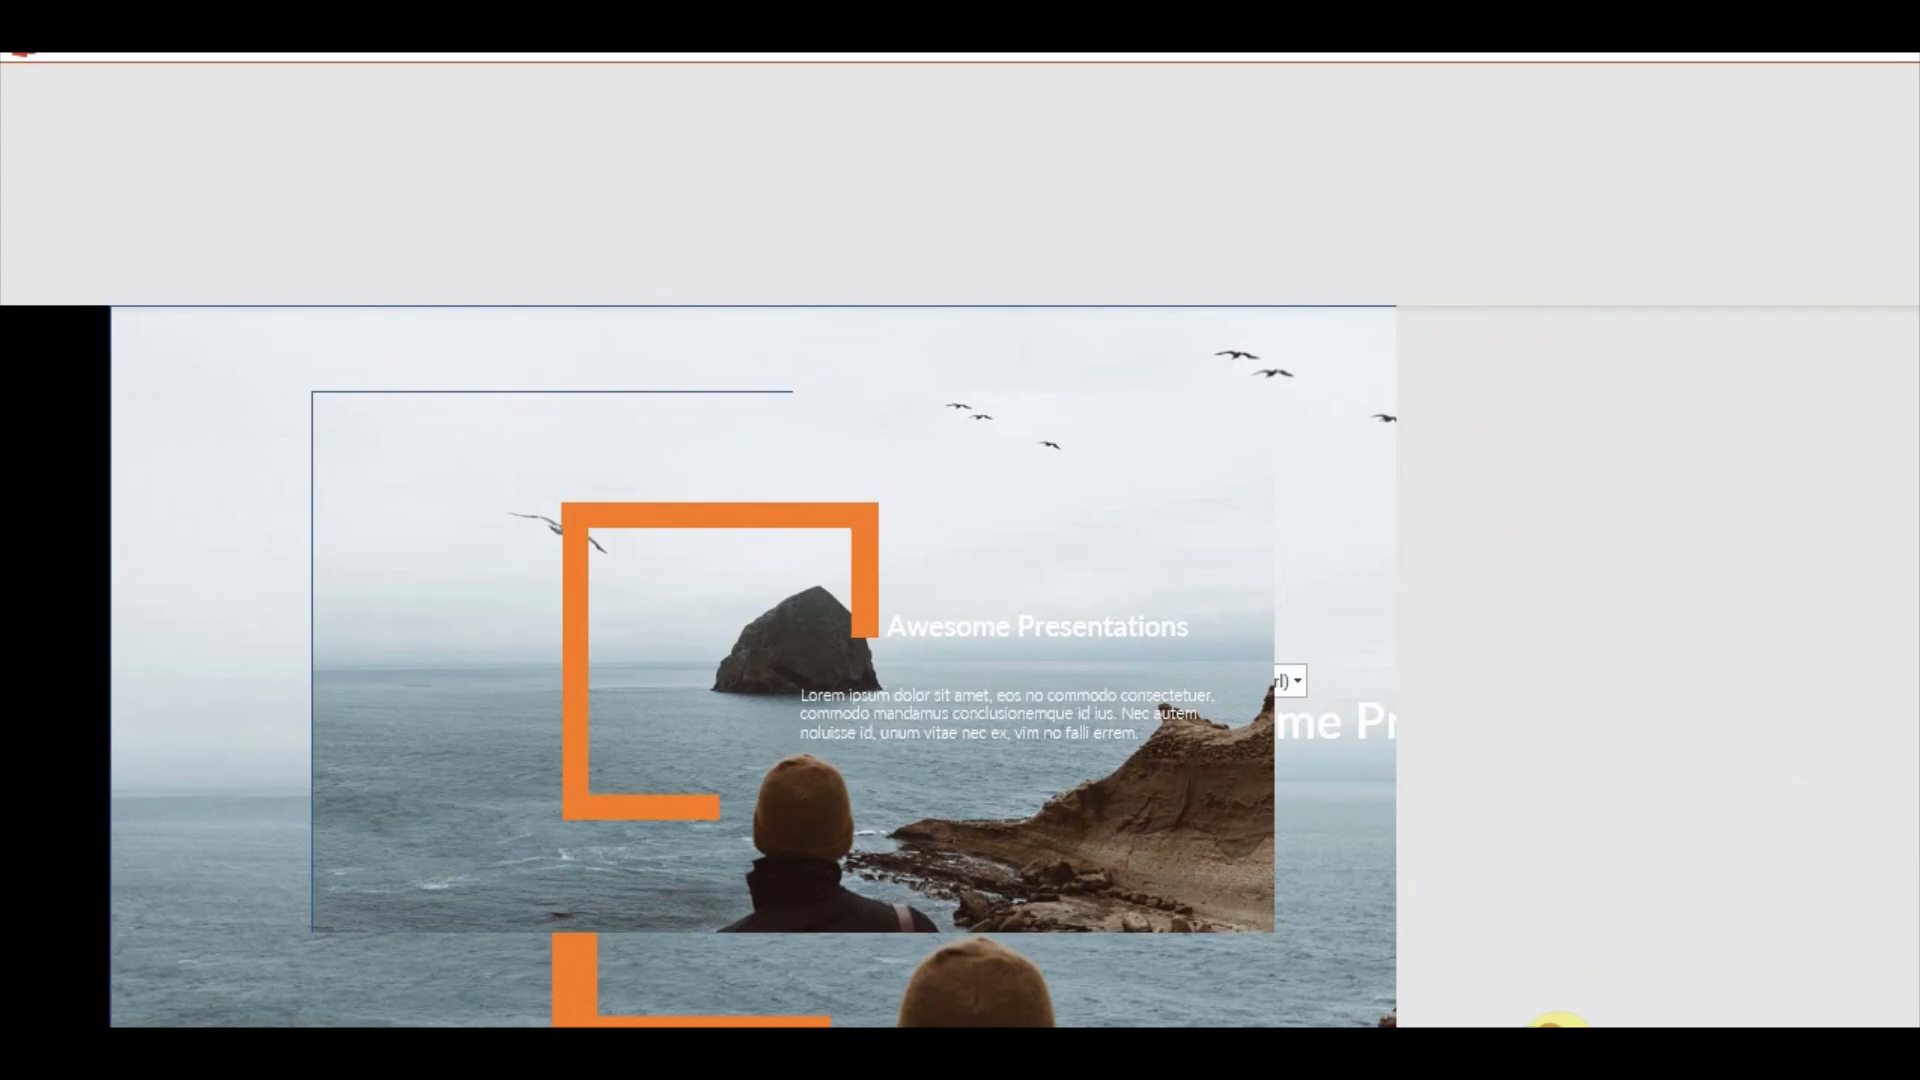 Awesome Presentations
rl)
Lorem ipsum dolor sit amet, eos no commodo consectetuer,
commodo mandamus conclusionemque id ius. Nec autem
noluisse id, unum vitae nec ex, vim no falli errem.
me Pr